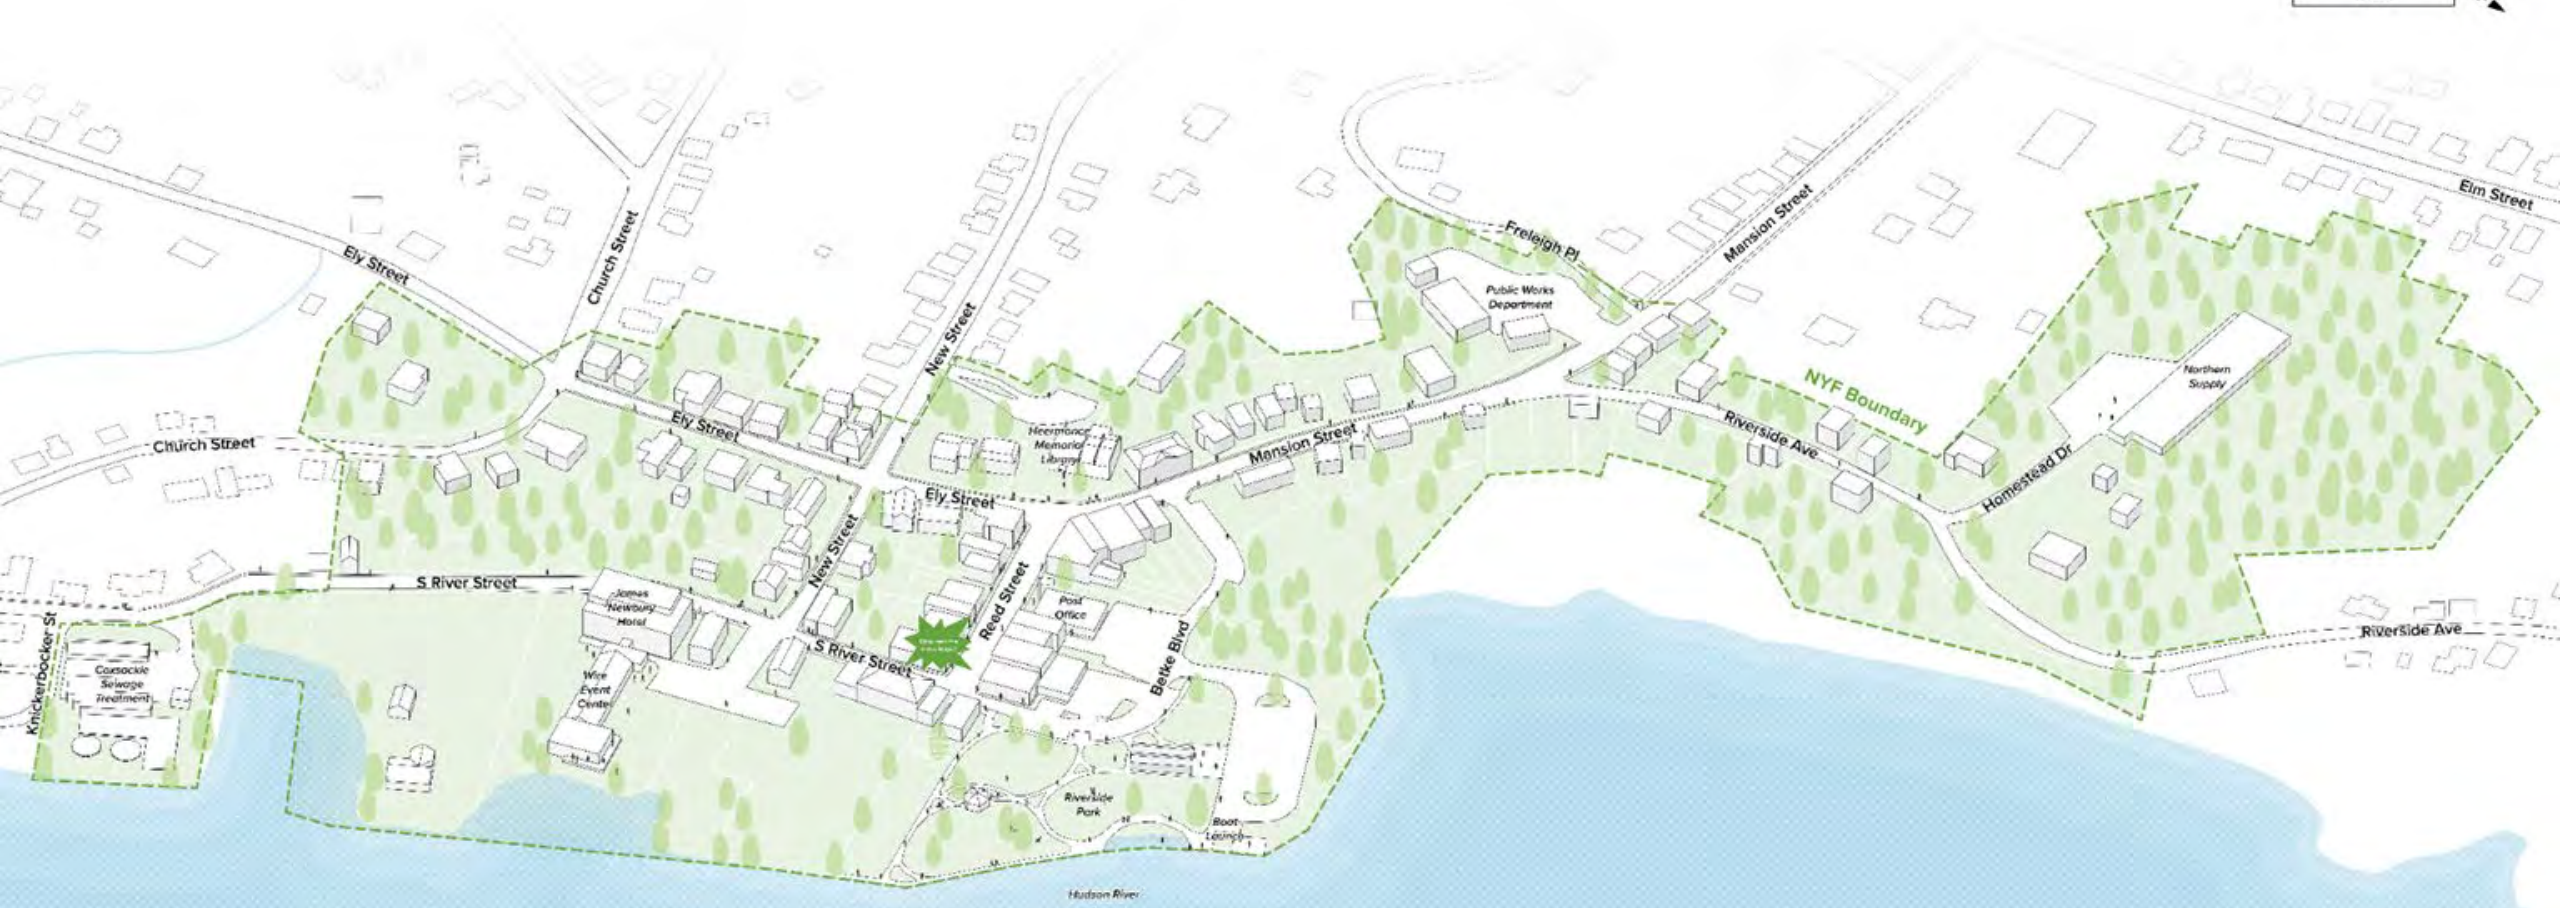 Elm Street
Mansion Street
Freleigh Pl
Church Street
Ely Street
Public Works
Department
New Street
Northern
Supply
NYF Boundary
Ely Street
Riverside Ave
Church Street
Heermance
Memorial
Library
Mansion Street
Homestead Dr
Ely Street
New Street
S River Street
James
Newbury
Hotel
Reed Street
Post
Office
Riverside Ave
Knickerbocker St
Coxsackie
Sewage
Treatment
S River Street
Betke Blvd
Wire
Event
Center
Riverside
Park
Boat
Launch
Hudson River